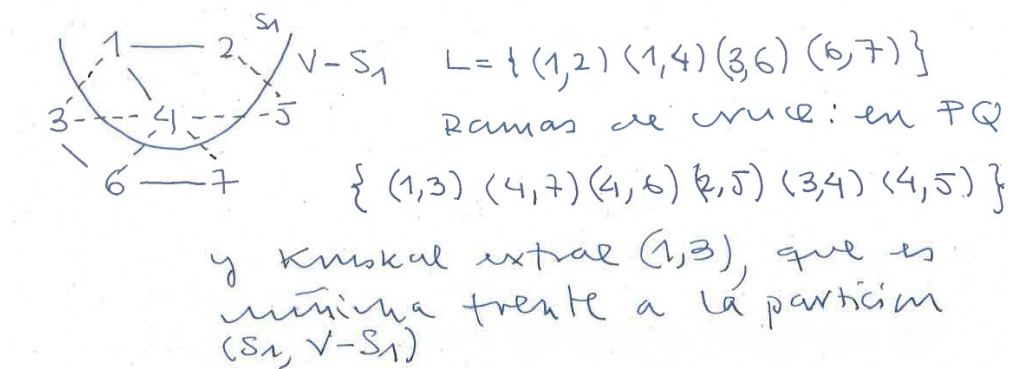 1 2 S1
V-S1
L={(1,2) (1,4) (3,6) (6,7)}
3 4 5
Ramas de cruce: en PQ
6 7
{ (1,3) (4,7) (4,6) (2,5) (3,4) (4,5) }
y Kruskal extrae (1,3), que es
mínima frente a la partición
(S1, V-S1)